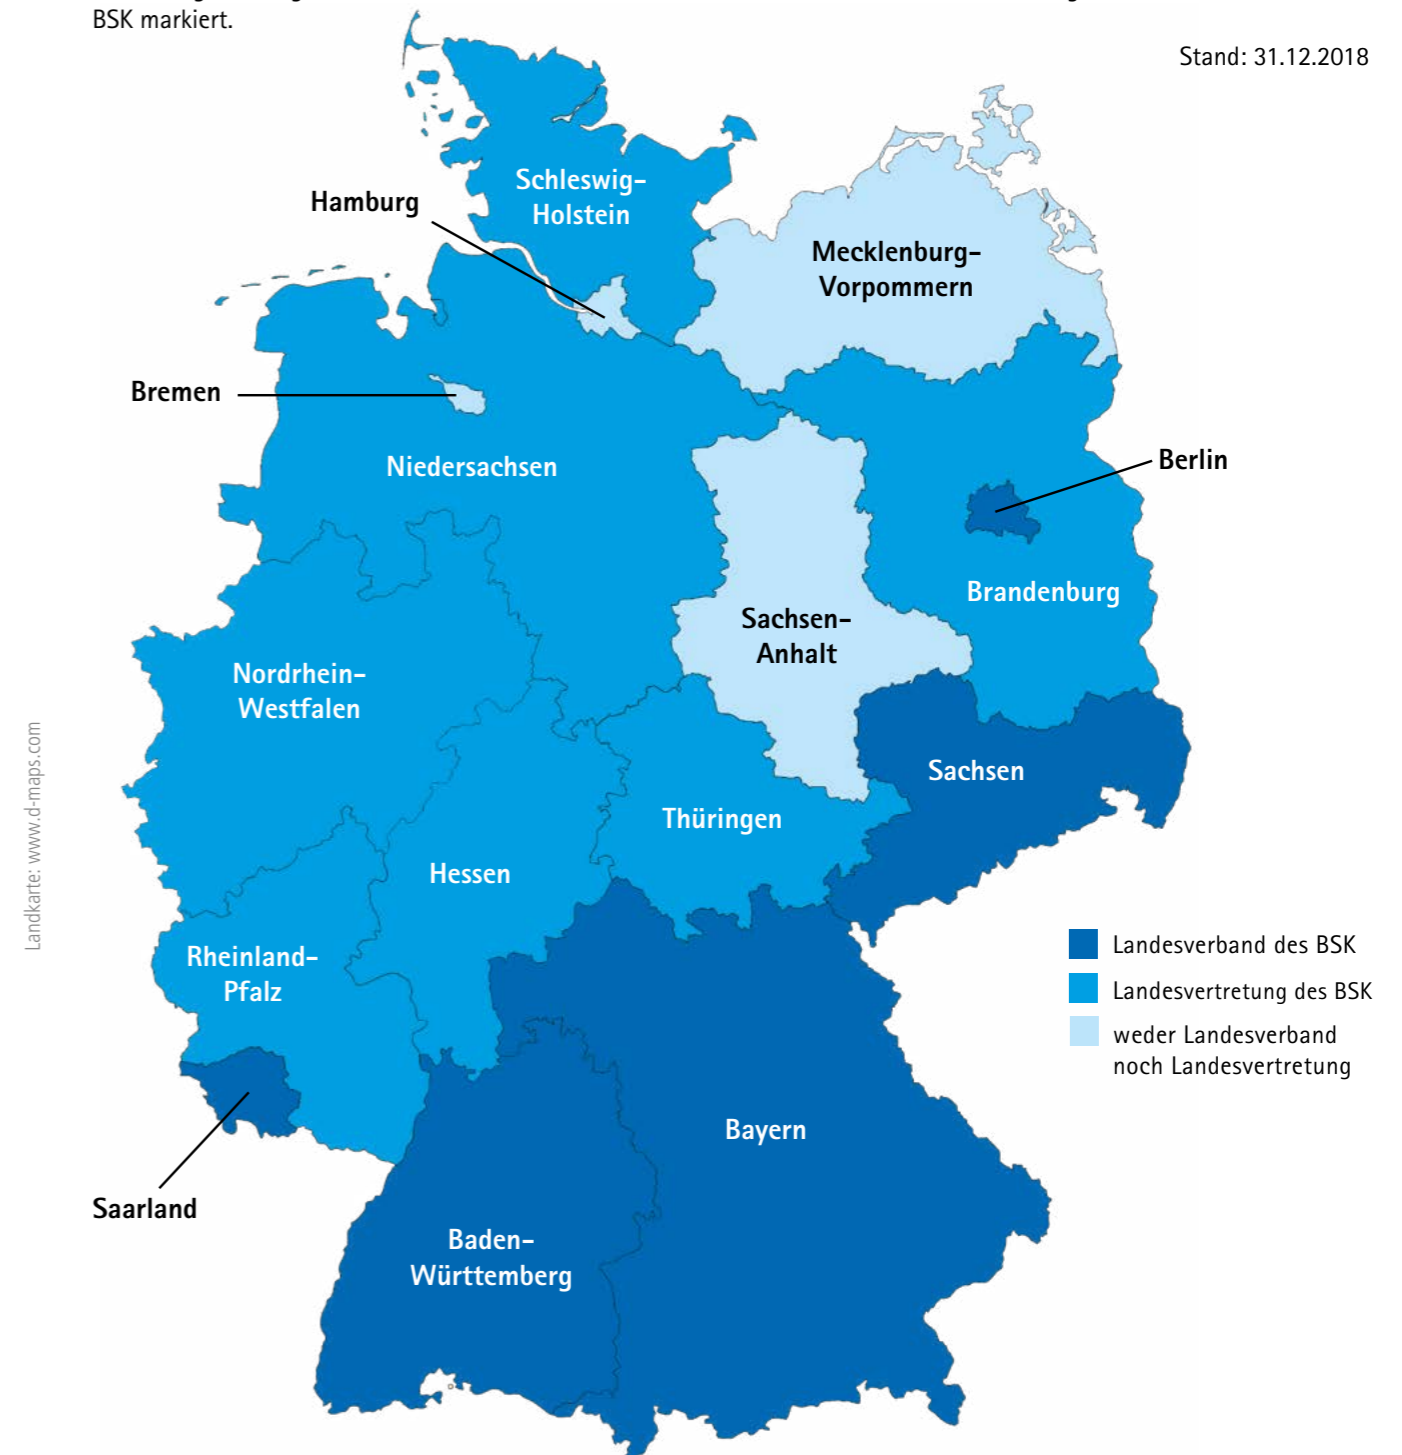 BSK markiert.
Stand: 31.12.2018
Schleswig-
Holstein
Hamburg
Mecklenburg-
Vorpommern
Bremen
Niedersachsen
Berlin
Brandenburg
Sachsen-
Anhalt
Nordrhein-
Westfalen
Sachsen
Thüringen
Hessen
Rheinland-
Pfalz
Landesverband des BSK
Landesvertretung des BSK
weder Landesverband
noch Landesvertretung
Bayern
Saarland
Baden-
Württemberg
Landkarte: www.d-maps.com